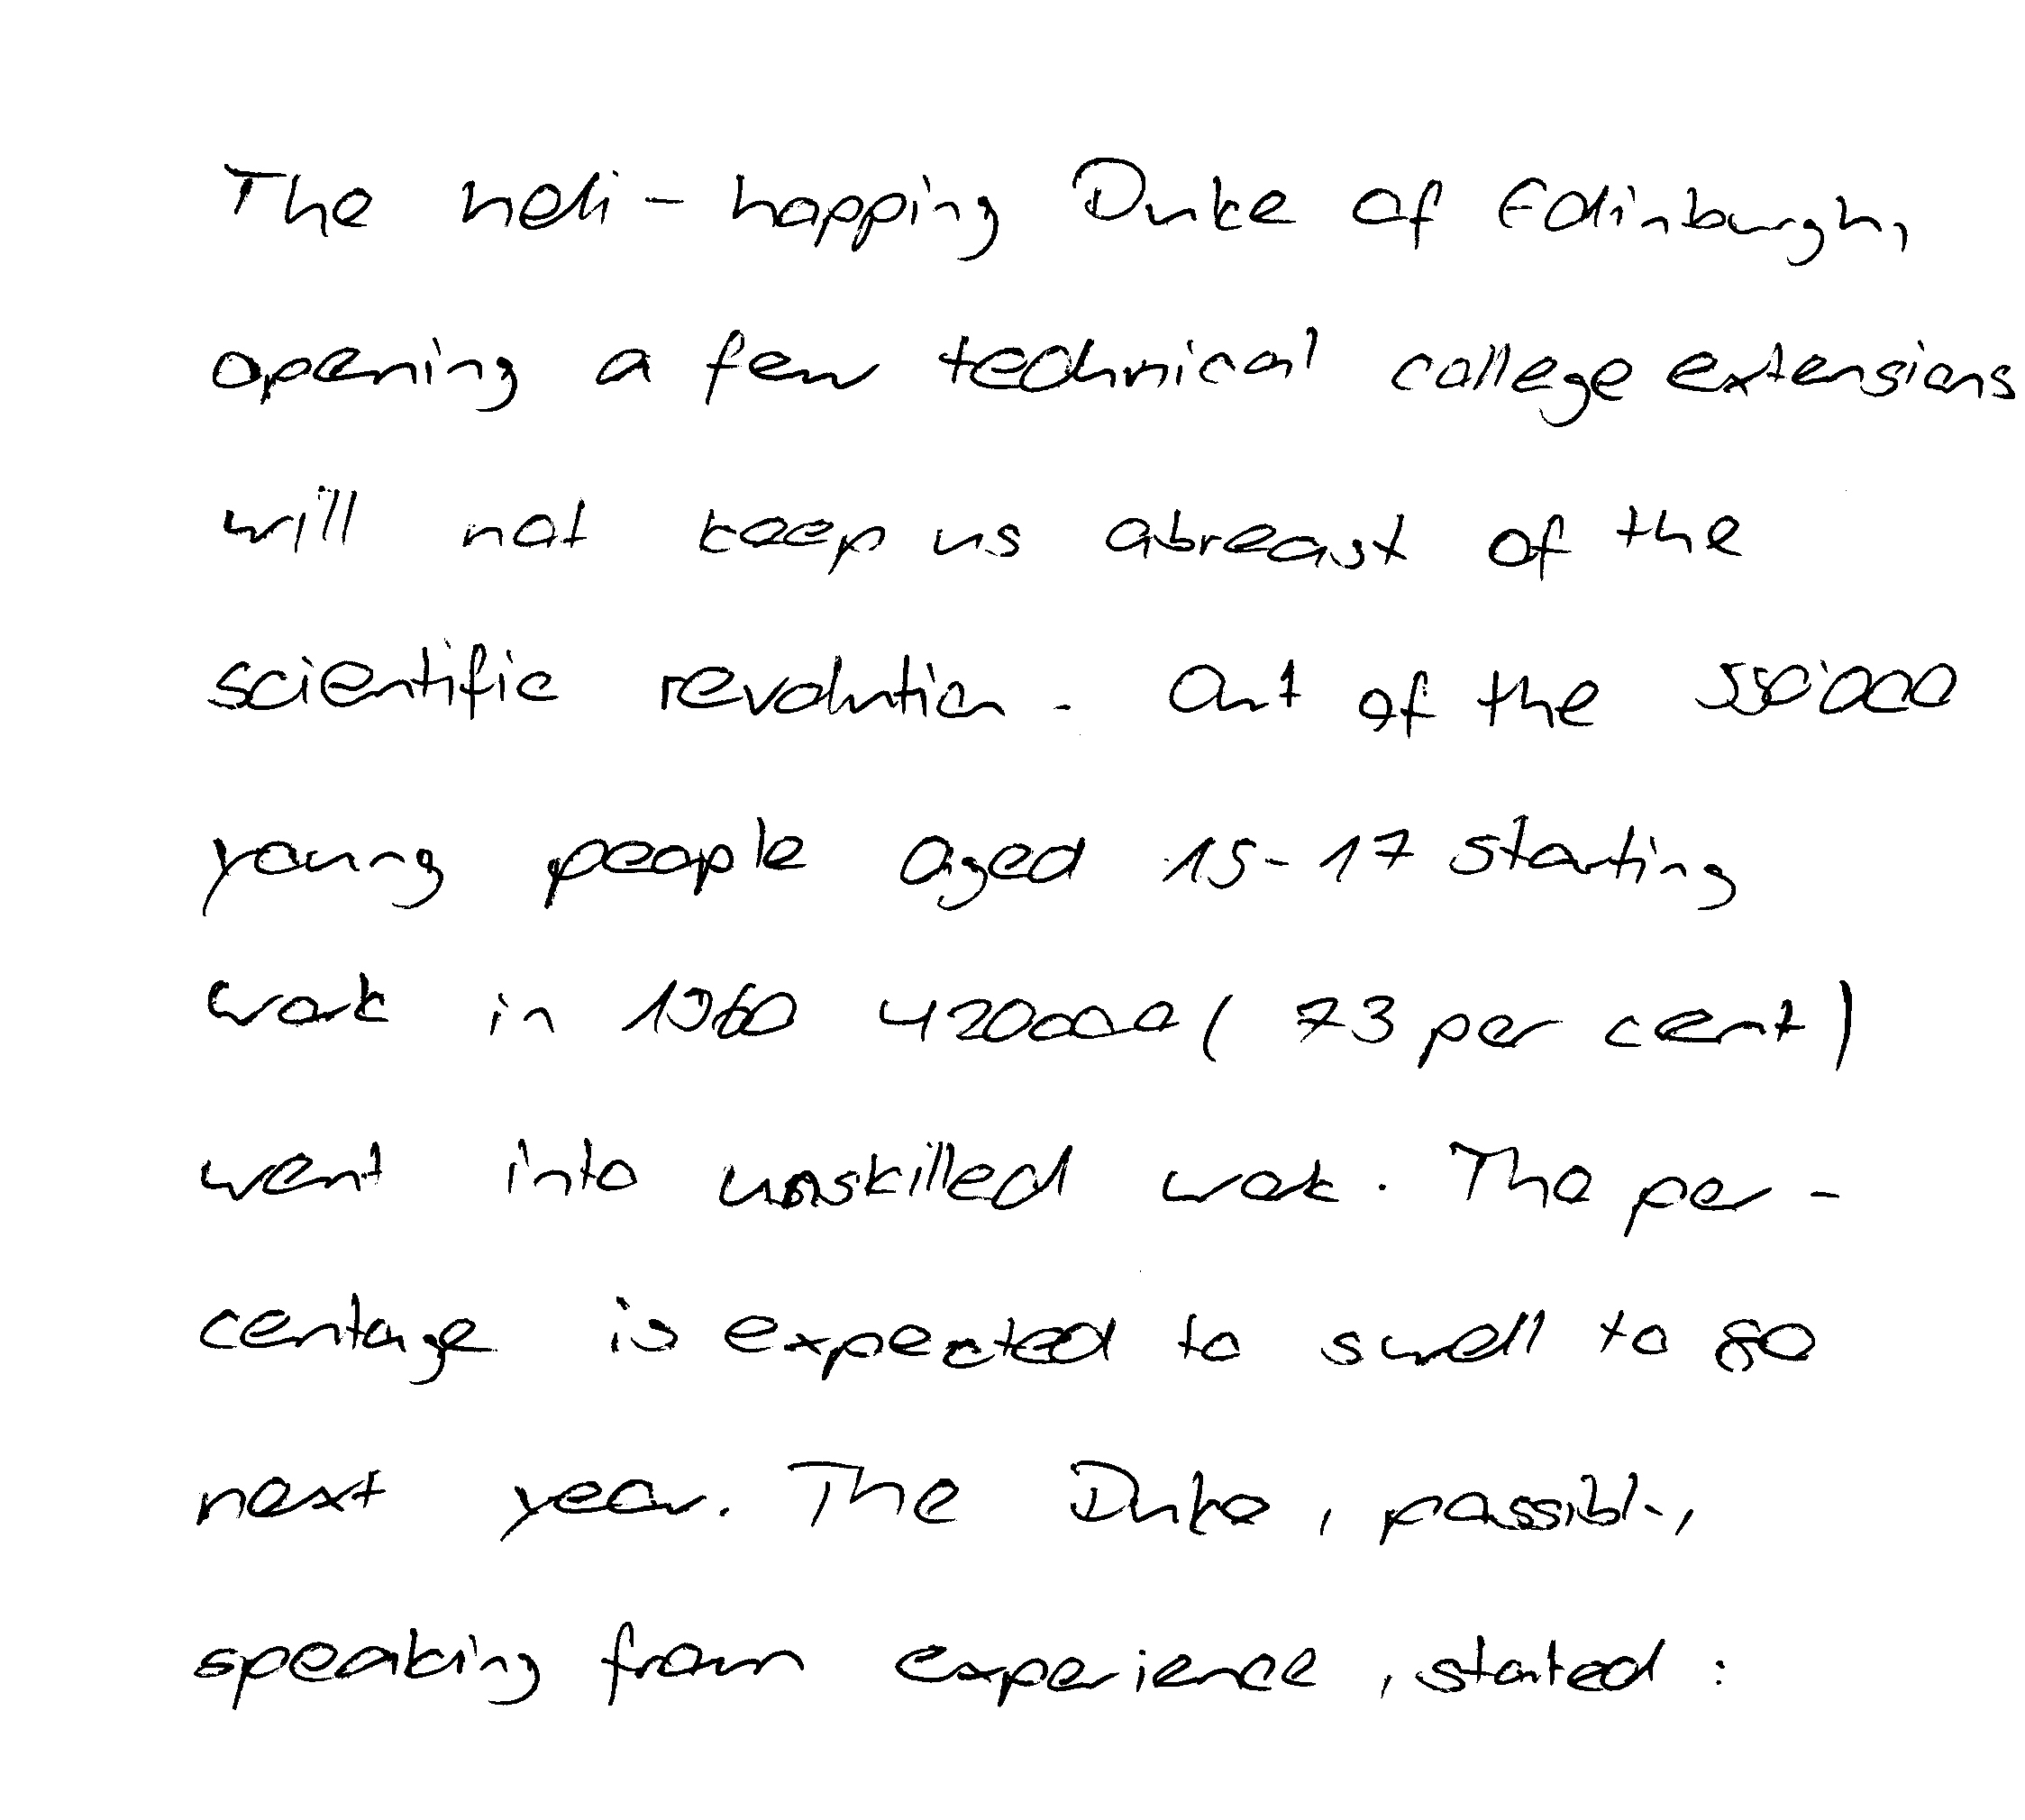 The heli-hopping Duke of Edinburgh,
opening a few technical college extensions
will not keep us abreast of the
scientific revolution. Out of the 550'000
young people aged 15-17 starting
work in 1960 420000 (73 per cent)
went into unskilled work. The per-
centage is expected to swell to 80
next year. The Duke, possibly,
speaking from experience, stated: